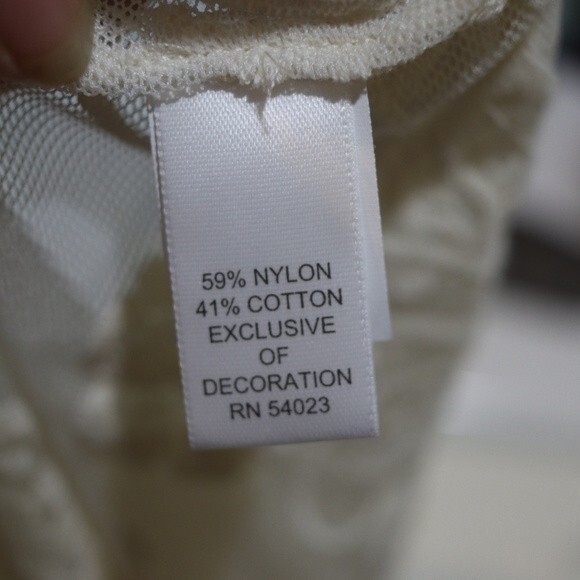 59% NYLON
41% COTTON
EXCLUSIVE
OF
DECORATION
RN 54023